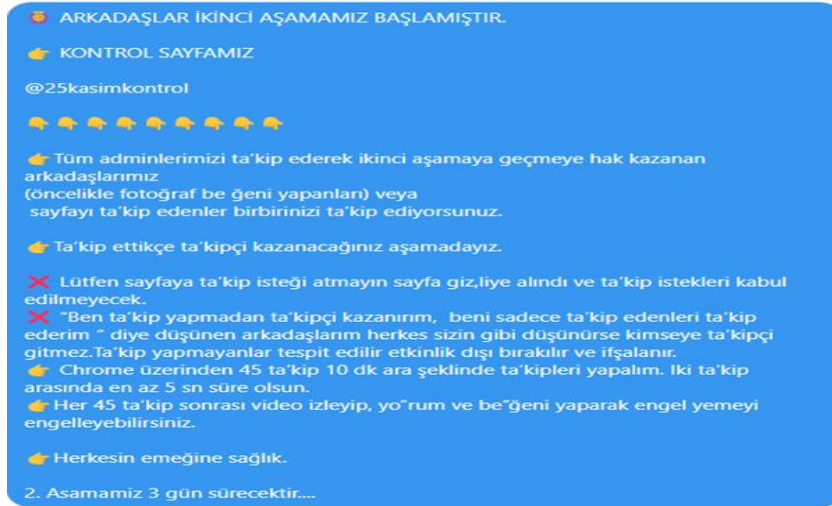 🏅 ARKADAŞLAR İKİNCİ AŞAMAMIZ BAŞLAMIŞTIR.
👉 KONTROL SAYFAMIZ
@25kasimkontrol
👇👇👇👇👇👇👇👇👇
👉Tüm adminlerimizi ta'kip ederek ikinci aşamaya geçmeye hak kazanan
arkadaşlarımız
(öncelikle fotoğraf be ğeni yapanları) veya
sayfayı ta'kip edenler birbirinizi ta'kip ediyorsunuz.
👉Ta'kip ettikçe ta'kipçi kazanacağınız aşamadayız.
❌ Lütfen sayfaya ta'kip isteği atmayın sayfa giz,liye alındı ve ta'kip istekleri kabul
edilmeyecek.
❌ "Ben ta'kip yapmadan ta'kipçi kazanırım, beni sadece ta'kip edenleri ta'kip
ederim " diye düşünen arkadaşlarım herkes sizin gibi düşünürse kimseye ta'kipçi
gitmez.Ta'kip yapmayanlar tespit edilir etkinlik dışı bırakılır ve ifşalanır.
👉 Chrome üzerinden 45 ta'kip 10 dk ara şeklinde ta'kipleri yapalım. Iki ta'kip
arasında en az 5 sn süre olsun.
👉Her 45 ta'kip sonrası video izleyip, yo"rum ve be"ğeni yaparak engel yemeyi
engelleyebilirsiniz.
👉Herkesin emeğine sağlık.
2. Asamamiz 3 gün sürecektir....